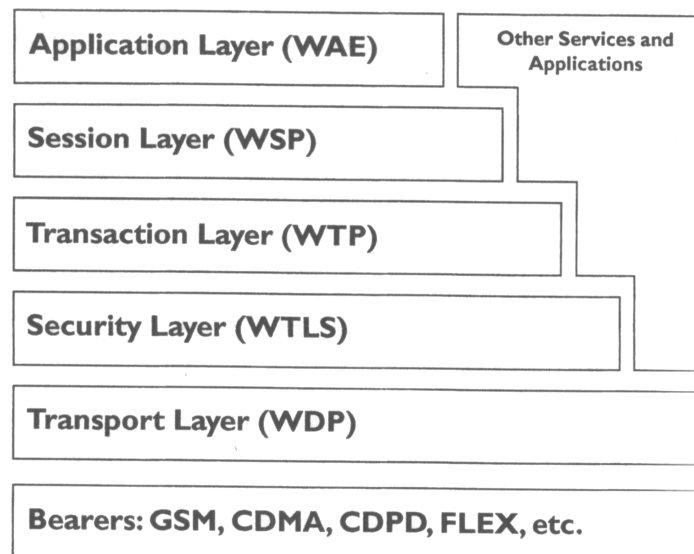 Application Layer (WAE)
Other Services and
Applications
Session Layer (WSP)
Transaction Layer (WTP)
Security Layer (WTLS)
Transport Layer (WDP)
Bearers: GSM, CDMA, CDPD, FLEX, etc.